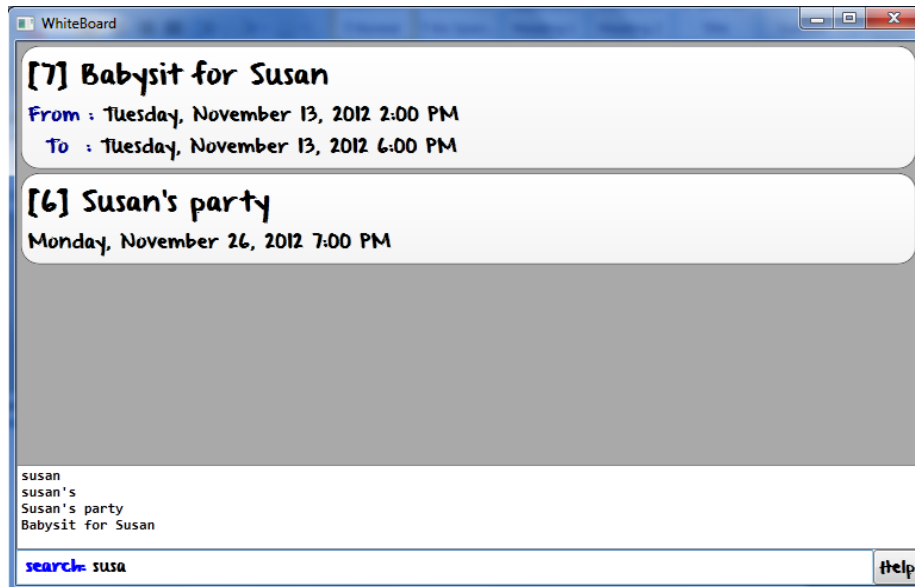 WhiteBoard
[7] Babysit for Susan
From : Tuesday, November 13, 2012 2:00 PM
To : Tuesday, November 13, 2012 6:00 PM
[6] Susan's party
Monday, November 26, 2012 7:00 PM
susan
susan's
Susan's party
Babysit for Susan
search: susa
Help